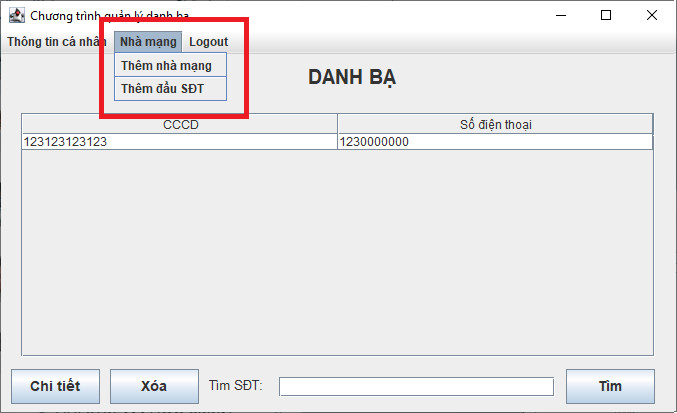 Chương trình quản lý danh bạ
Thông tin cá nhân Nhà mạng Logout
Thêm nhà mạng
Thêm đầu SĐT
DANH BẠ
CCCD Số điện thoại
123123123123 1230000000
Chi tiết Xóa Tìm SĐT: Tìm